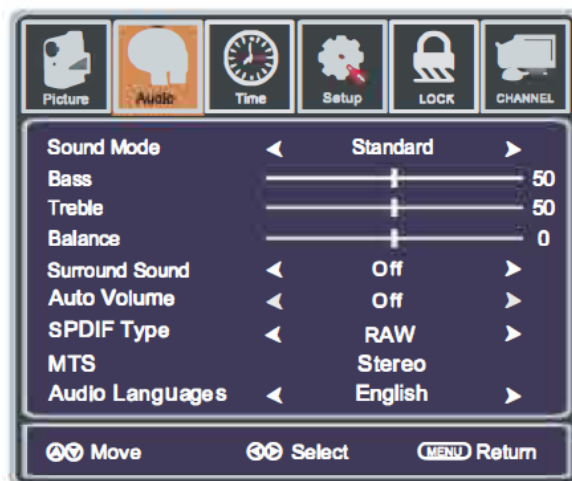 Picture Audio Time Setup LOCK CHANNEL
Sound Mode Standard
Bass 50
Treble 50
Balance 0
Surround Sound Off
Auto Volume Off
SPDIF Type RAW
MTS Stereo
Audio Languages English
Move Select MENU Return